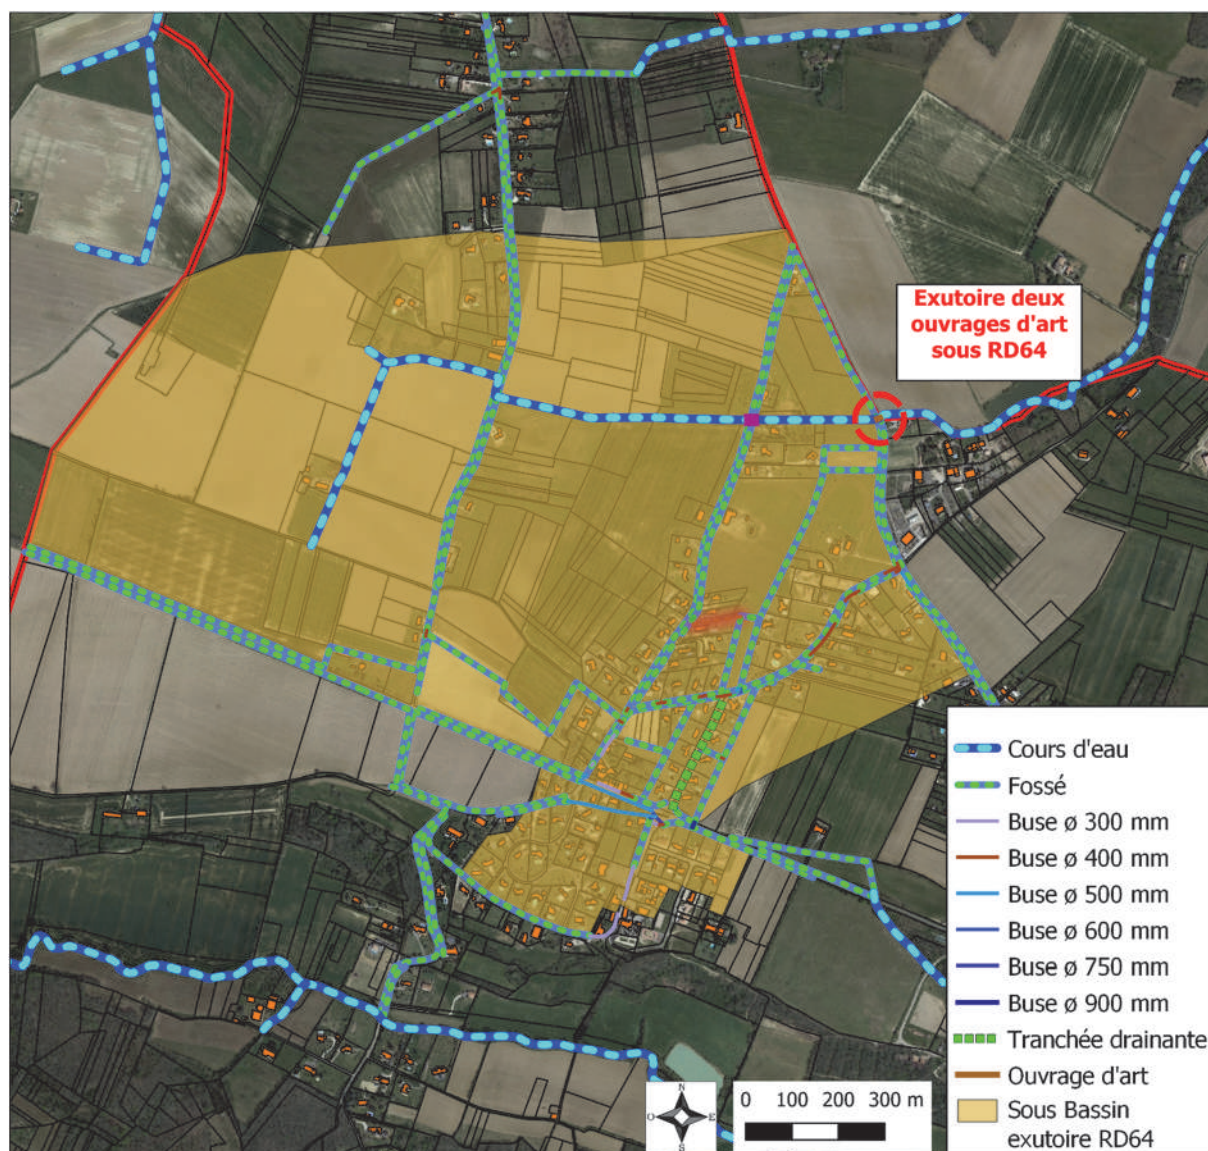 Exutoire deux
ouvrages d'art
sous RD64
Cours d'eau
Fossé
Buse ø 300 mm
Buse ø 400 mm
Buse ø 500 mm
Buse ø 600 mm
Buse ø 750 mm
Buse ø 900 mm
Tranchée drainante
Ouvrage d'art
Sous Bassin
exutoire RD64
N
O E
S
0 100 200 300 m